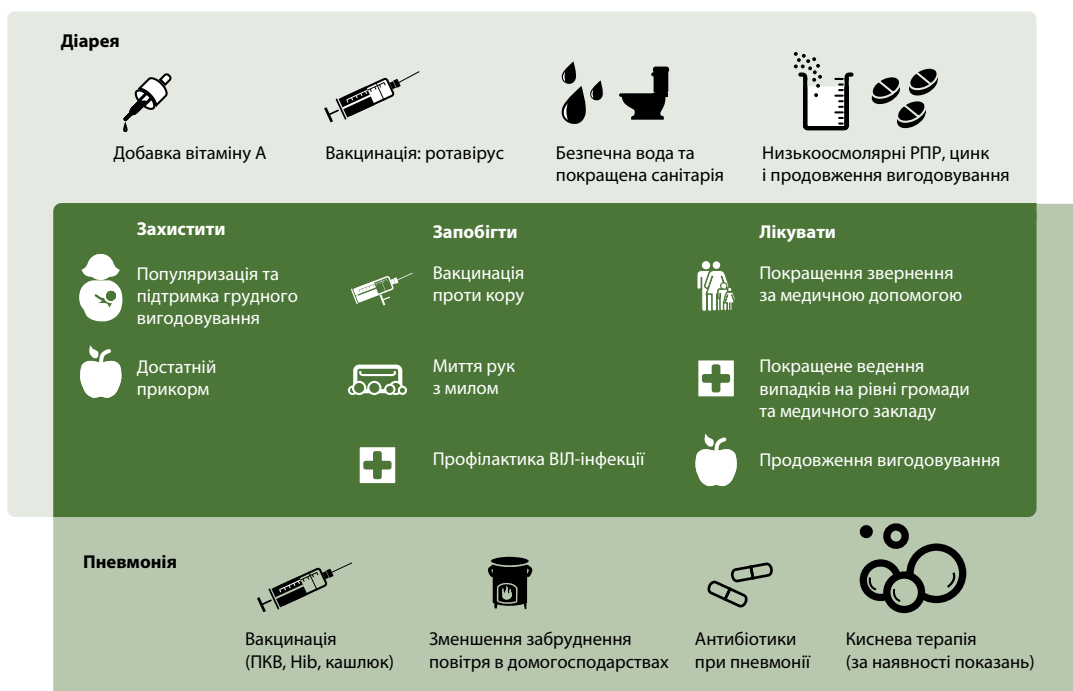 Діарея
Добавка вітаміну А
Вакцинація: ротавірус
Безпечна вода та
покращена санітарія
Низькоосмолярні РПР, цинк
і продовження вигодовування
Захистити
Популяризація та
підтримка грудного
вигодовування
Достатній
прикорм
Запобігти
Вакцинація
проти кору
Миття рук
з милом
Профілактика ВІЛ-інфекції
Лікувати
Покращення звернення
за медичною допомогою
Покращене ведення
випадків на рівні громади
та медичного закладу
Продовження вигодовування
Пневмонія
Вакцинація
(ПКВ, Hib, кашлюк)
Зменшення забруднення
повітря в домогосподарствах
Антибіотики
при пневмонії
Киснева терапія
(за наявності показань)